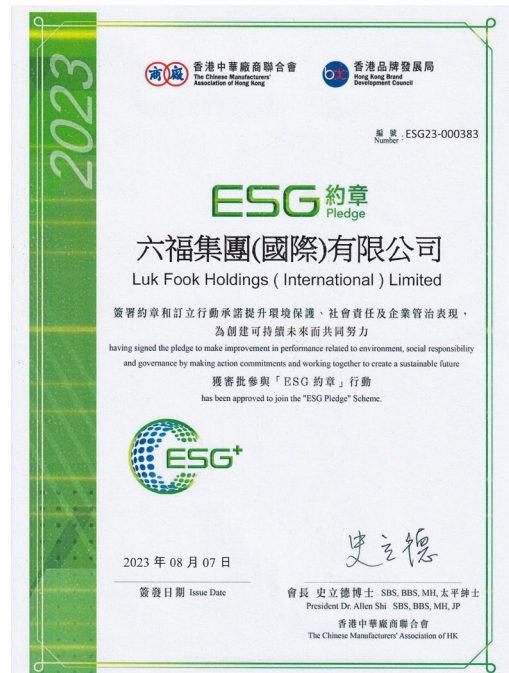 2023
商 廠
香港中華廠商聯合會
The Chinese Manufacturers'
Association of Hong Kong
bdc
香港品牌發展局
Hong Kong Brand
Development Council
編號
Number : ESG23-000383
ESG 約章
Pledge
六福集團(國際)有限公司
Luk Fook Holdings ( International ) Limited
簽署約章和訂立行動承諾提升環境保護、社會責任及企業管治表現，
為創建可持續未來而共同努力
having signed the pledge to make improvement in performance related to environment, social responsibility
and governance by making action commitments and working together to create a sustainable future
獲審批參與「ESG 約章」行動
has been approved to join the "ESG Pledge" Scheme.
ESG+
史立德
2023 年 08 月 07 日
簽發日期 Issue Date
會長 史立德博士 SBS, BBS, MH, 太平紳士
President Dr. Allen Shi SBS, BBS, MH, JP
香港中華廠商聯合會
The Chinese Manufacturers' Association of HK